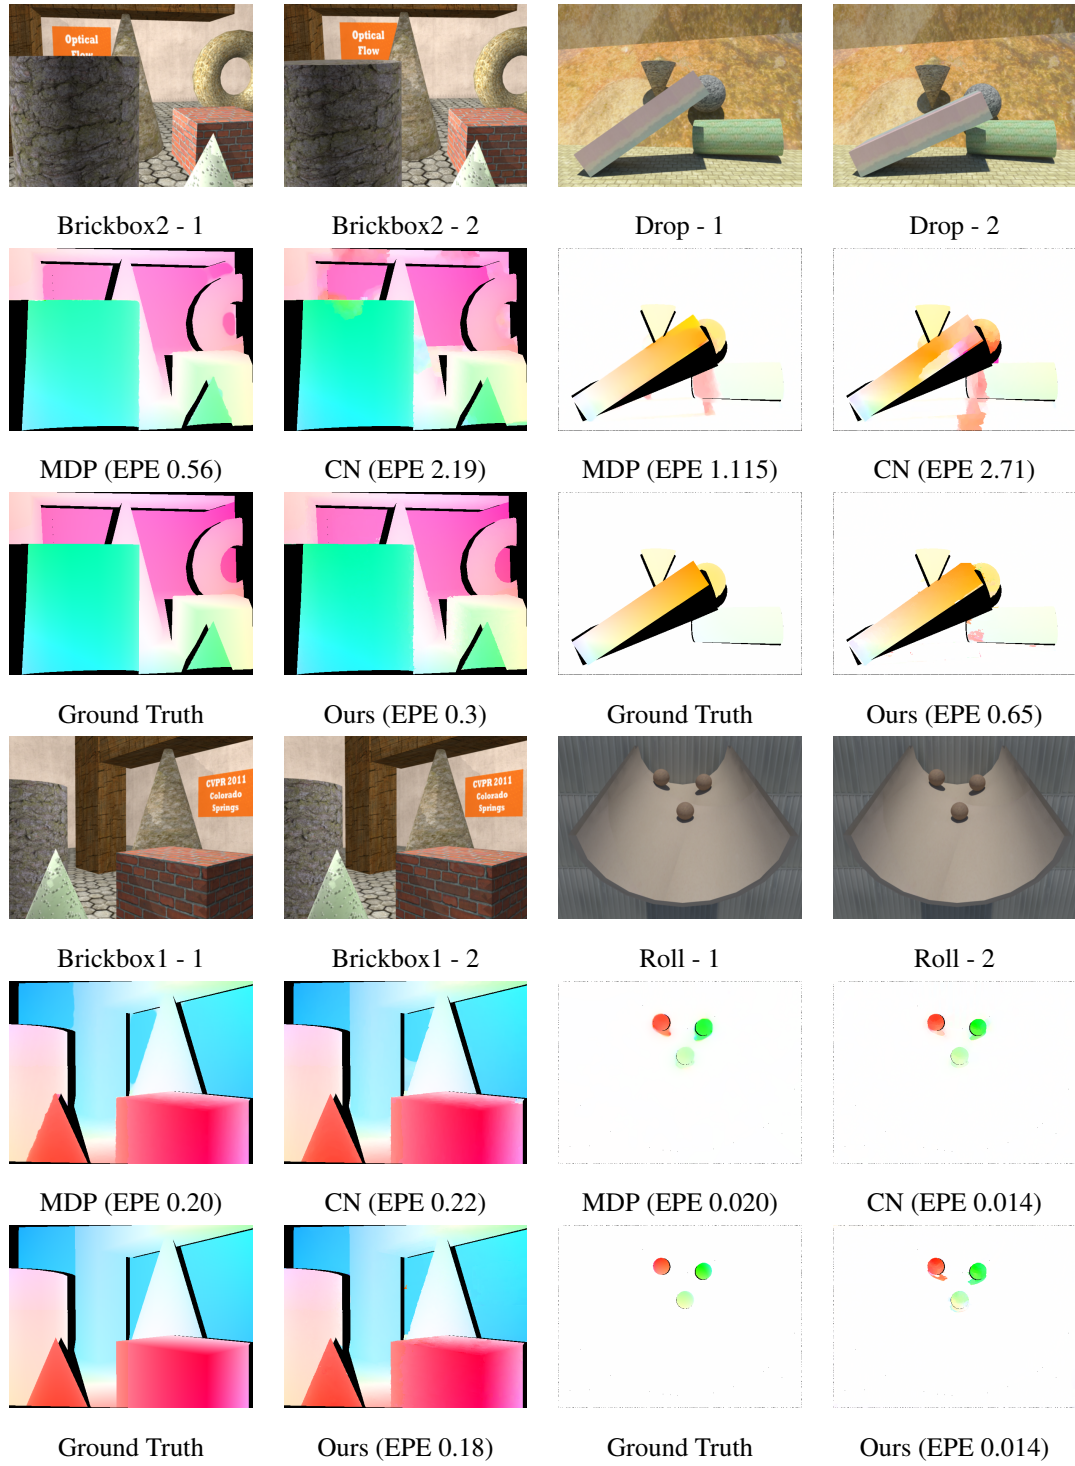 Optical
Flow
Optical
Flow
Brickbox2 - 1
Brickbox2 - 2
Drop - 1
Drop - 2
MDP (EPE 0.56)
CN (EPE 2.19)
MDP (EPE 1.115)
CN (EPE 2.71)
Ground Truth
Ours (EPE 0.3)
Ground Truth
Ours (EPE 0.65)
CVPR 2011
Colorado
Springs
CVPR 2011
Colorado
Springs
Brickbox1 - 1
Brickbox1 - 2
Roll - 1
Roll - 2
MDP (EPE 0.20)
CN (EPE 0.22)
MDP (EPE 0.020)
CN (EPE 0.014)
Ground Truth
Ours (EPE 0.18)
Ground Truth
Ours (EPE 0.014)